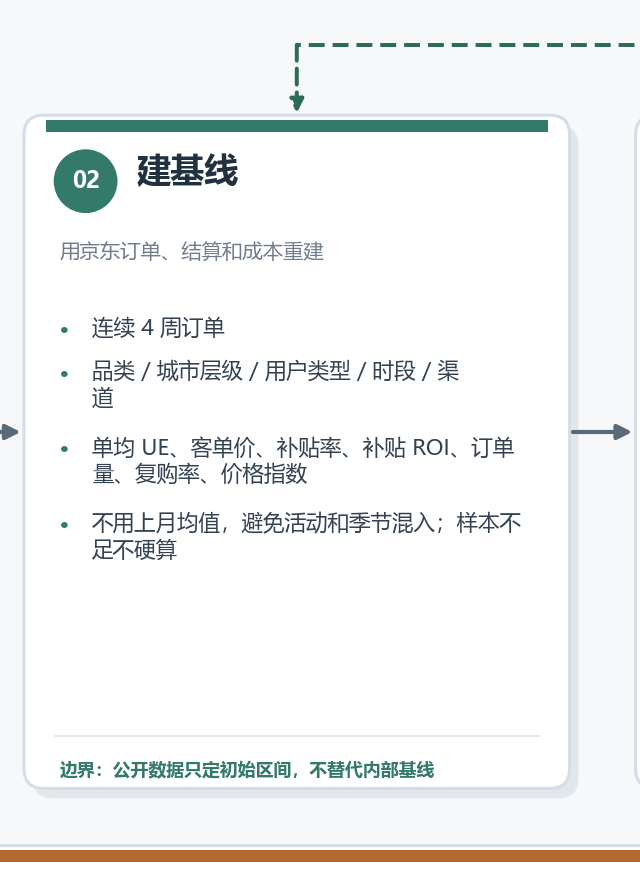 02
建基线
用京东订单、结算和成本重建
• 连续 4 周订单
• 品类 / 城市层级 / 用户类型 / 时段 / 渠
道
• 单均 UE、客单价、补贴率、补贴 ROI、订单
量、复购率、价格指数
• 不用上月均值，避免活动和季节混入；样本不
足不硬算
边界：公开数据只定初始区间，不替代内部基线